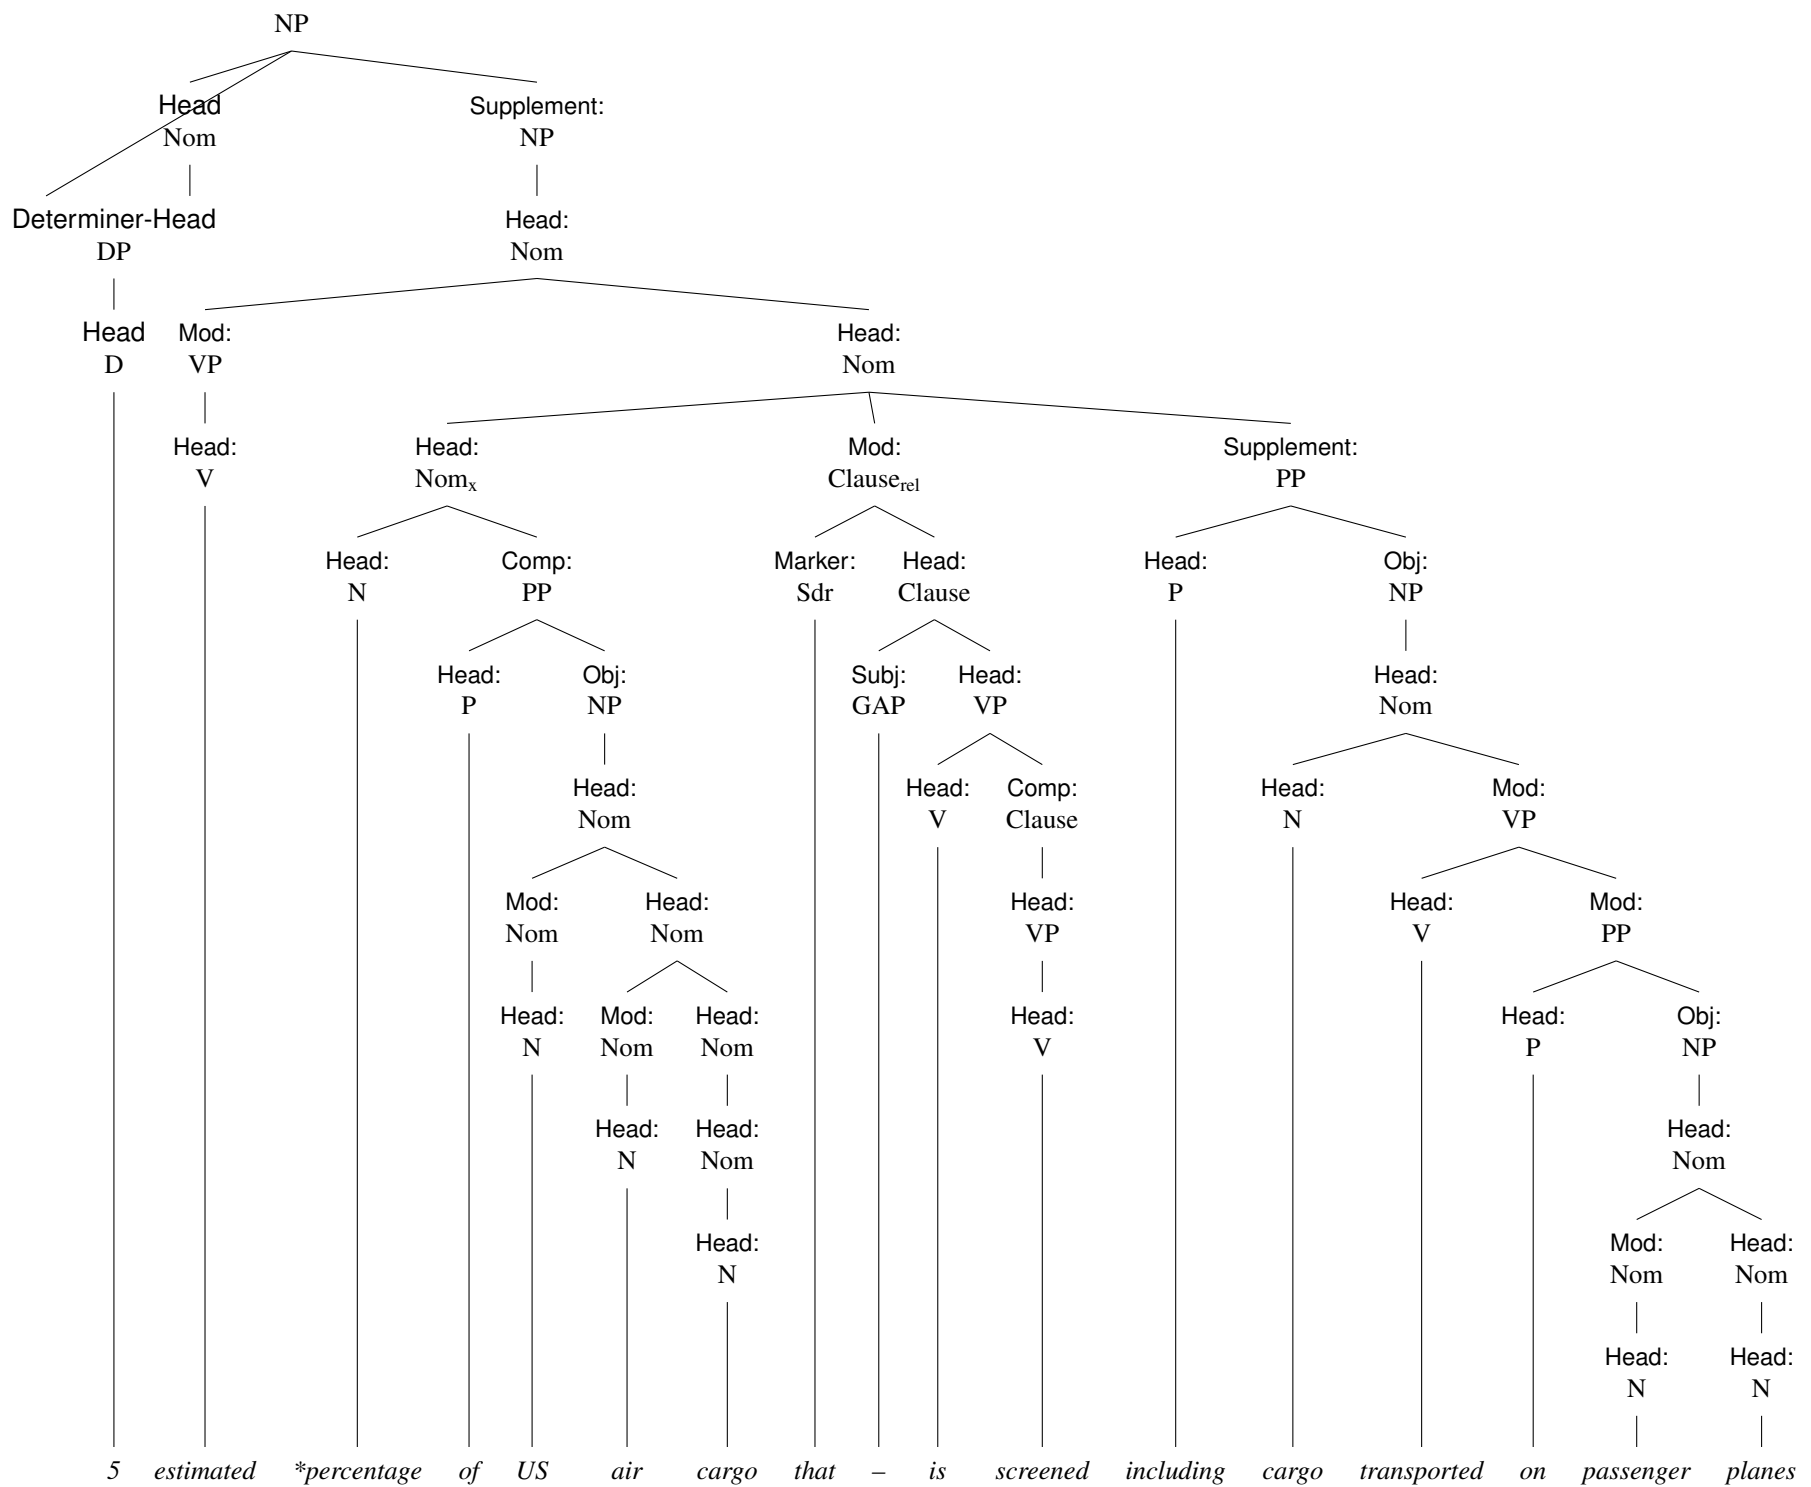 NP
Head Supplement:
Nom NP
Determiner-Head Head:
DP Nom
Head Mod: Head:
D VP Nom
Head: Head: Mod: Supplement:
V Nomx Clauserel PP
Head: Comp: Marker: Head: Head: Obj:
N PP Sdr Clause P NP
Head: Obj: Subj: Head: Head:
P NP GAP VP Nom
Head: Head: Comp: Head: Mod:
Nom V Clause N VP
Mod: Head: Head: Head: Mod:
Nom Nom VP V PP
Head: Mod: Head: Head: Head: Obj:
N Nom Nom V P NP
Head: Head: Head:
N Nom Nom
Head: Mod: Head:
N Nom Nom
Head: Head:
N N
5 estimated *percentage of US air cargo that – is screened including cargo transported on passenger planes